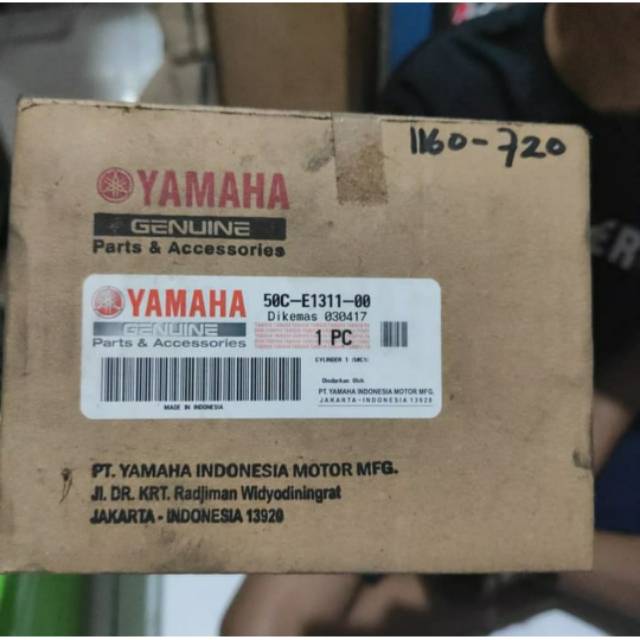 1160-720
YAMAHA
GENUINE
Parts & Accessories
YAMAHA
GENUINE
Parts & Accessories
50C-E1311-00
Dikemas 030417
1 PC
CYLINDER 1 (50C1)
MADE IN INDONESIA
Diedarkan Oleh
PT. YAMAHA INDONESIA MOTOR MFG.
JAKARTA - INDONESIA 13920
PT. YAMAHA INDONESIA MOTOR MFG.
Jl. DR. KRT. Radjiman Widyodiningrat
JAKARTA - INDONESIA 13920